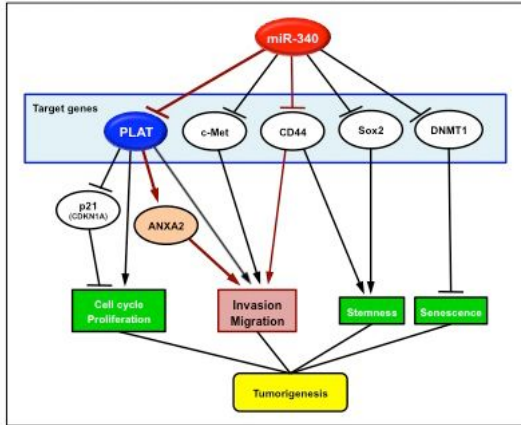 miR-340
Target genes
PLAT
c-Met
CD44
Sox2
DNMT1
p21
(CDKN1A)
ANXA2
Cell cycle
Proliferation
Invasion
Migration
Stemness
Senescence
Tumorigenesis